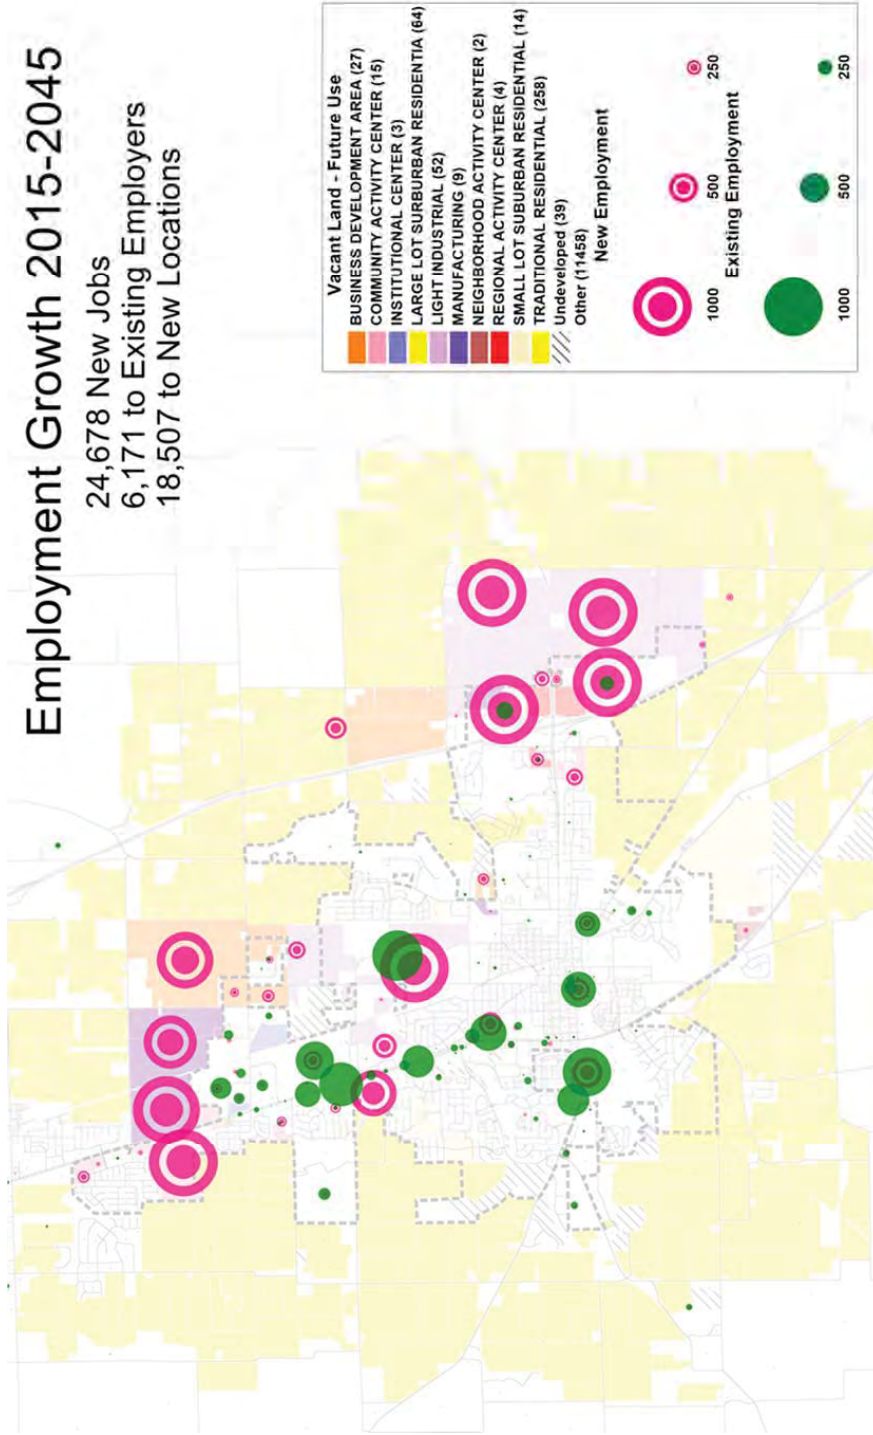 Employment Growth 2015-2045
24,678 New Jobs
6,171 to Existing Employers
18,507 to New Locations
Vacant Land - Future Use
BUSINESS DEVELOPMENT AREA (27)
COMMUNITY ACTIVITY CENTER (15)
INSTITUTIONAL CENTER (3)
LARGE LOT SUBURBAN RESIDENTIA (64)
LIGHT INDUSTRIAL (52)
MANUFACTURING (9)
NEIGHBORHOOD ACTIVITY CENTER (2)
REGIONAL ACTIVITY CENTER (4)
SMALL LOT SUBURBAN RESIDENTIAL (14)
TRADITIONAL RESIDENTIAL (258)
Undeveloped (39)
Other (11458)
New Employment
1000 500 250
Existing Employment
1000 500 250